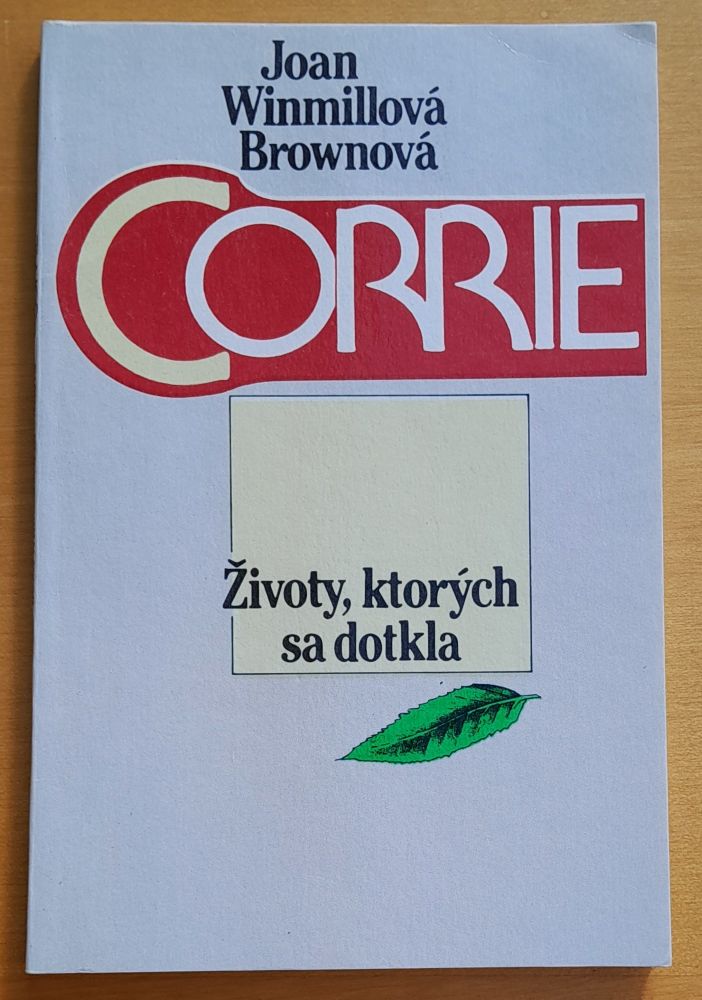 Joan
Winmillová
Brownová
CORRIE
Životy, ktorých
sa dotkla